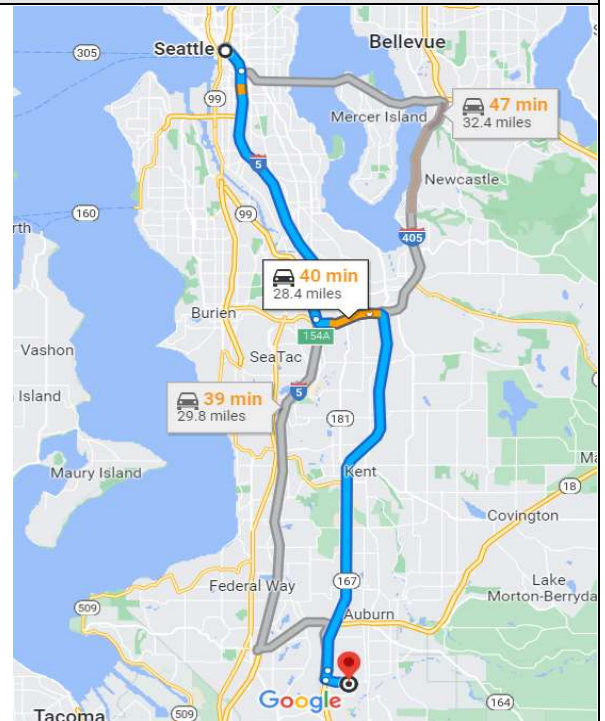 305
Seattle
Bellevue
99
Mercer Island
47 min
32.4 miles
5
Newcastle
160
99
rth
405
40 min
28.4 miles
Burien
154A
Vashon
SeaTac
Island
5
39 min
29.8 miles
181
Ma
Maury Island
Kent
18
Covington
Federal Way
167
Lake
Morton-Berryda
509
Auburn
Google
164
Tacoma
509